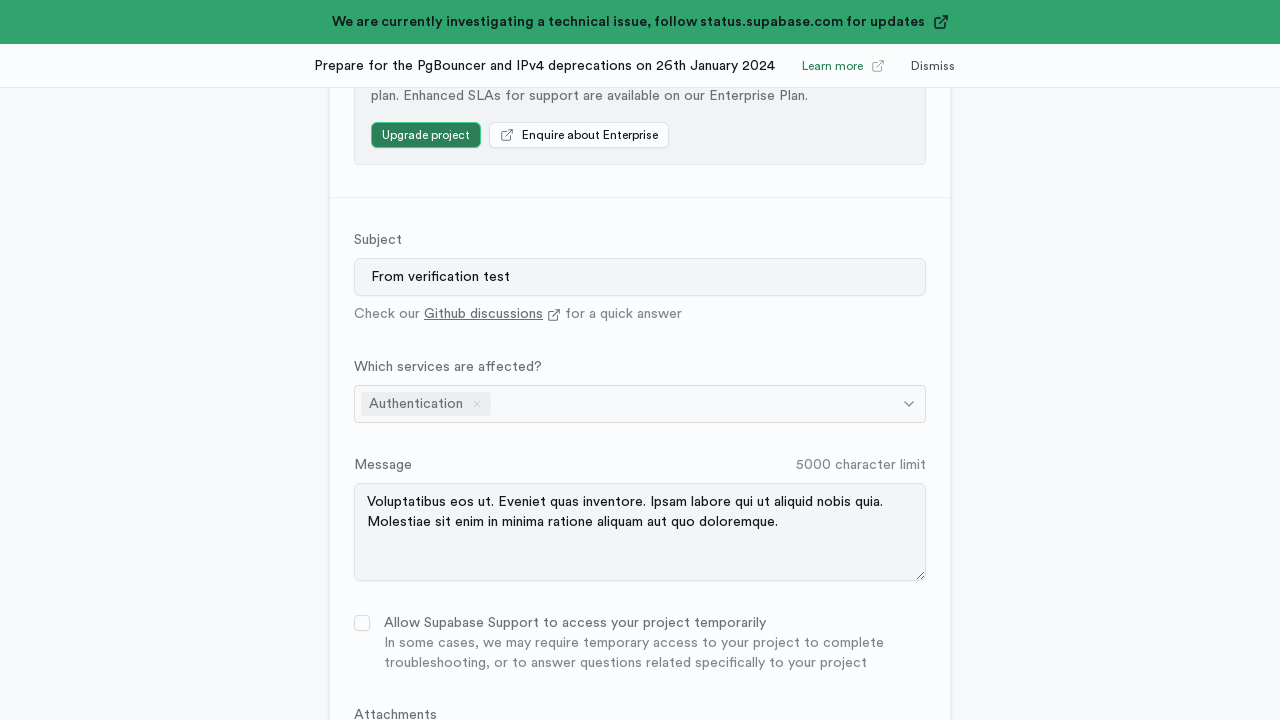 We are currently investigating a technical issue, follow status.supabase.com for updates
Prepare for the PgBouncer and IPv4 deprecations on 26th January 2024 Learn more Dismiss
plan. Enhanced SLAs for support are available on our Enterprise Plan.
Upgrade project Enquire about Enterprise
Subject
From verification test
Check our Github discussions for a quick answer
Which services are affected?
Authentication
Message 5000 character limit
Voluptatibus eos ut. Eveniet quas inventore. Ipsam labore qui ut aliquid nobis quia.
Molestiae sit enim in minima ratione aliquam aut quo doloremque.
Allow Supabase Support to access your project temporarily
In some cases, we may require temporary access to your project to complete
troubleshooting, or to answer questions related specifically to your project
Attachments